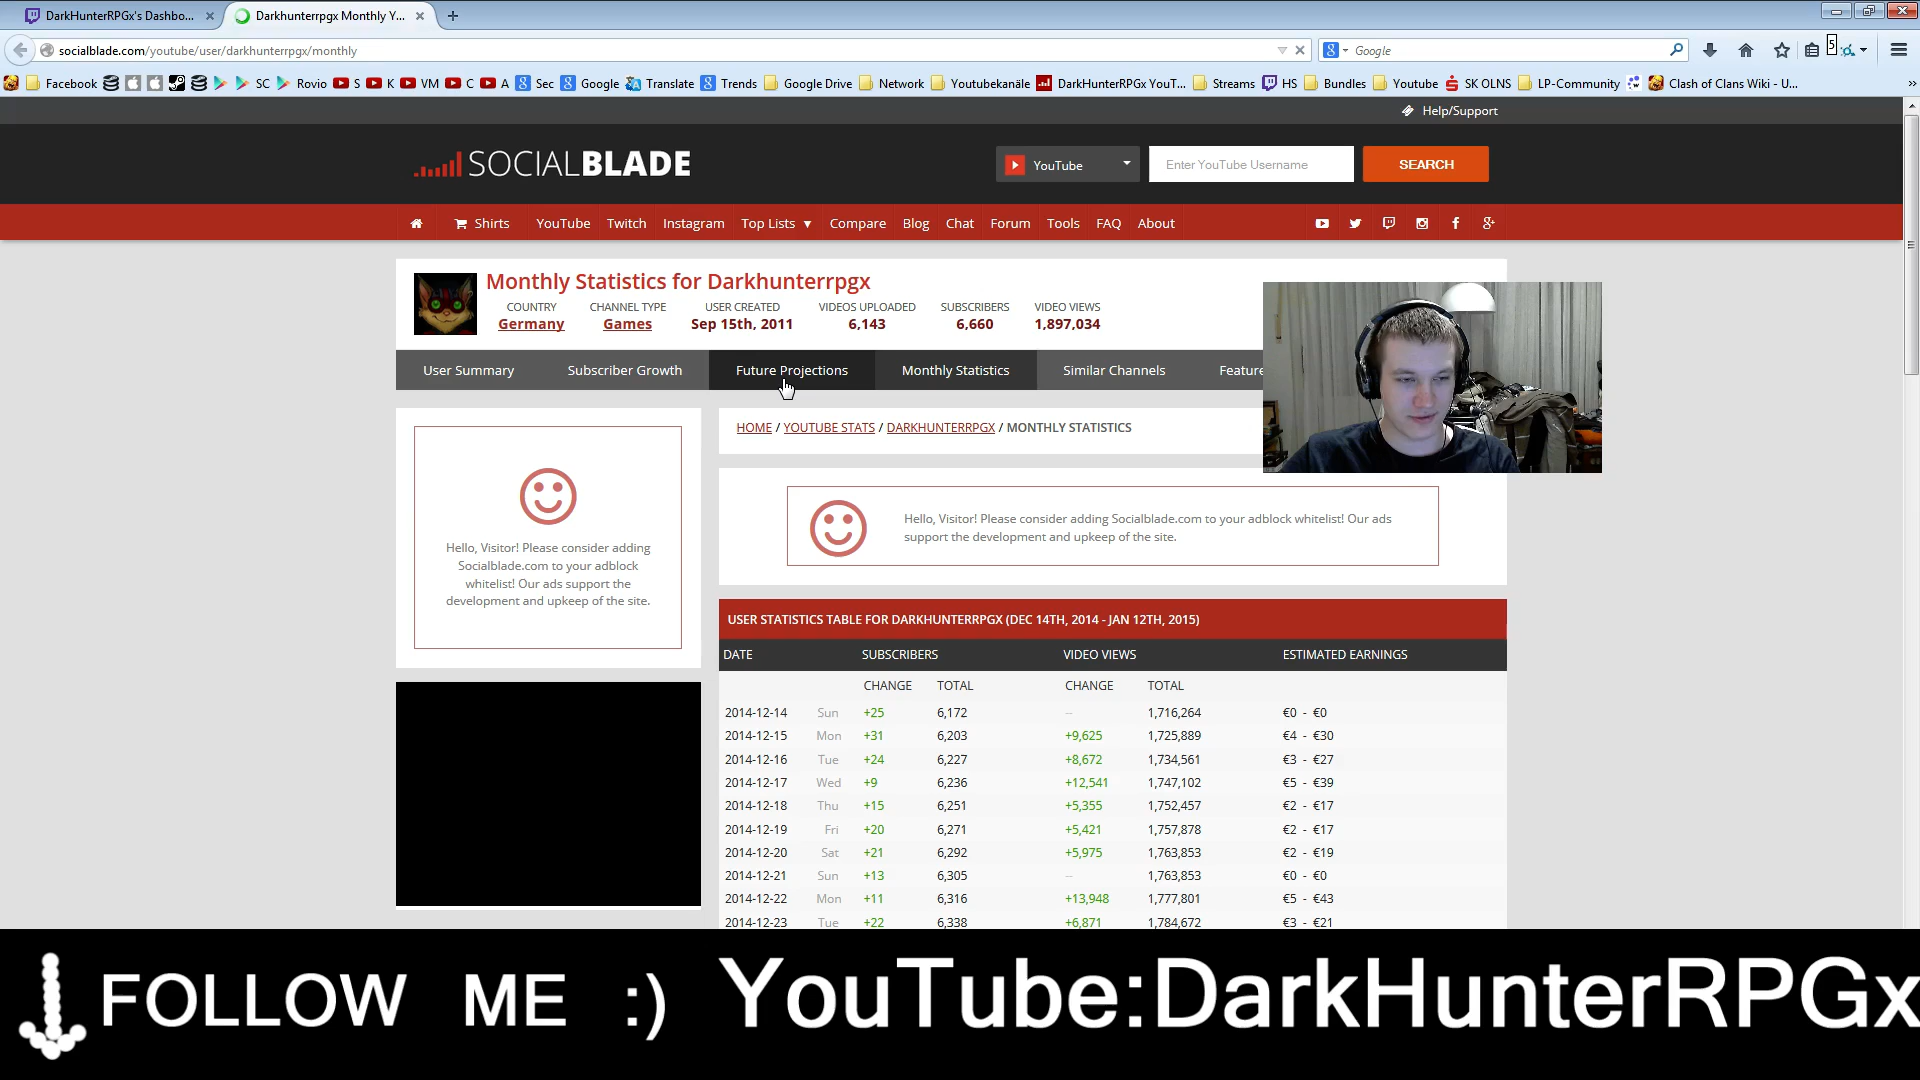 DarkHunterRPGx's Dashbo...
Darkhunterrpgx Monthly Y...
socialblade.com/youtube/user/darkhunterrpgx/monthly
Google
5
Facebook SC Rovio S K VM C A Sec Google Translate Trends Google Drive Network Youtubekanäle DarkHunterRPGx YouT... Streams HS Bundles Youtube SK OLNS LP-Community Clash of Clans Wiki - U...
Help/Support
SOCIALBLADE
YouTube
Enter YouTube Username
SEARCH
Shirts YouTube Twitch Instagram Top Lists ▼ Compare Blog Chat Forum Tools FAQ About
Monthly Statistics for Darkhunterrpgx
COUNTRY CHANNEL TYPE USER CREATED VIDEOS UPLOADED SUBSCRIBERS VIDEO VIEWS
Germany Games Sep 15th, 2011 6,143 6,660 1,897,034
User Summary Subscriber Growth Future Projections Monthly Statistics Similar Channels Feature
HOME / YOUTUBE STATS / DARKHUNTERRPGX / MONTHLY STATISTICS
Hello, Visitor! Please consider adding
Socialblade.com to your adblock
whitelist! Our ads support the
development and upkeep of the site.
Hello, Visitor! Please consider adding Socialblade.com to your adblock whitelist! Our ads
support the development and upkeep of the site.
USER STATISTICS TABLE FOR DARKHUNTERRPGX (DEC 14TH, 2014 - JAN 12TH, 2015)
DATE SUBSCRIBERS VIDEO VIEWS ESTIMATED EARNINGS
CHANGE TOTAL CHANGE TOTAL
2014-12-14 Sun +25 6,172 -- 1,716,264 €0 - €0
2014-12-15 Mon +31 6,203 +9,625 1,725,889 €4 - €30
2014-12-16 Tue +24 6,227 +8,672 1,734,561 €3 - €27
2014-12-17 Wed +9 6,236 +12,541 1,747,102 €5 - €39
2014-12-18 Thu +15 6,251 +5,355 1,752,457 €2 - €17
2014-12-19 Fri +20 6,271 +5,421 1,757,878 €2 - €17
2014-12-20 Sat +21 6,292 +5,975 1,763,853 €2 - €19
2014-12-21 Sun +13 6,305 -- 1,763,853 €0 - €0
2014-12-22 Mon +11 6,316 +13,948 1,777,801 €5 - €43
2014-12-23 Tue +22 6,338 +6,871 1,784,672 €3 - €21
FOLLOW ME :) YouTube:DarkHunterRPGx